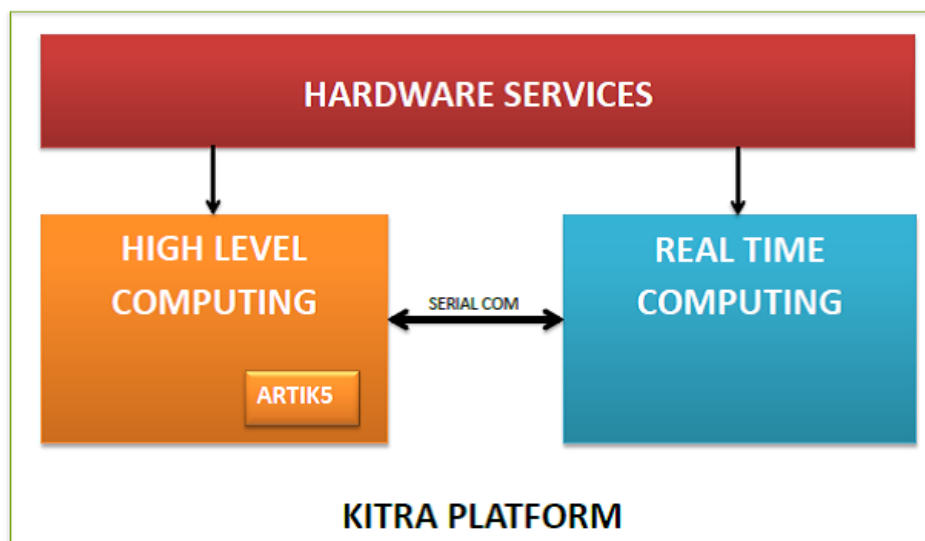 HARDWARE SERVICES
HIGH LEVEL
COMPUTING
SERIAL COM
REAL TIME
COMPUTING
ARTIK5
KITRA PLATFORM